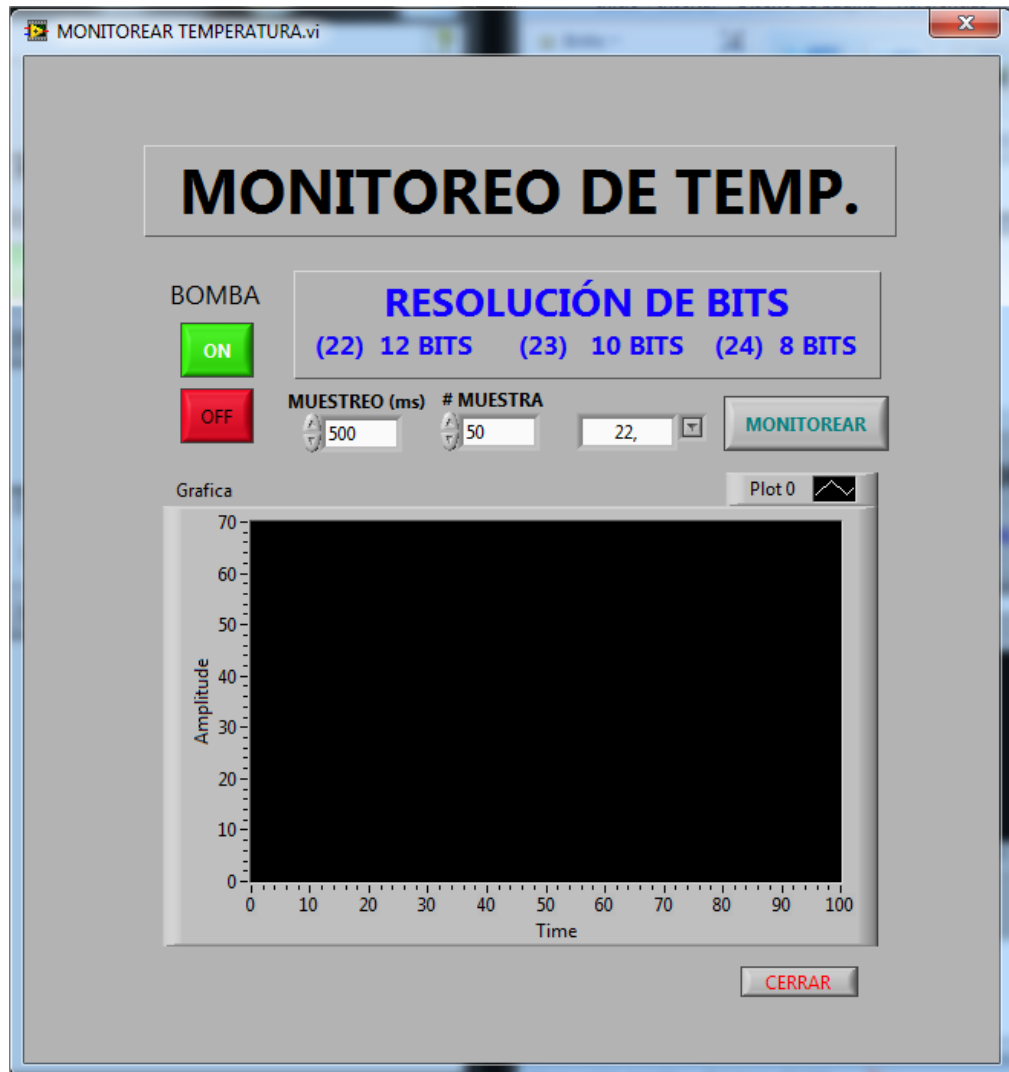 MONITOREAR TEMPERATURA.vi
MONITOREO DE TEMP.
BOMBA
RESOLUCIÓN DE BITS
(22) 12 BITS (23) 10 BITS (24) 8 BITS
ON
OFF
MUESTREO (ms)
500
# MUESTRA
50
22,
MONITOREAR
Grafica
Plot 0
70
60
50
40
30
20
10
0
Amplitude
0 10 20 30 40 50 60 70 80 90 100
Time
CERRAR